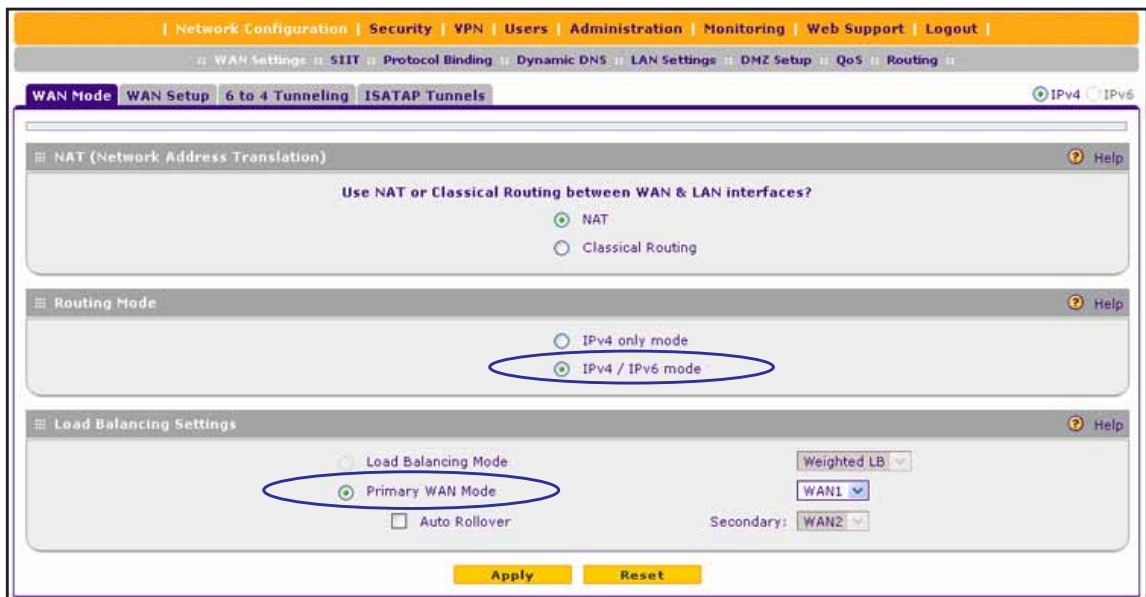 | Network Configuration | Security | VPN | Users | Administration | Monitoring | Web Support | Logout |
:: WAN Settings :: SIIT :: Protocol Binding :: Dynamic DNS :: LAN Settings :: DMZ Setup :: QoS :: Routing ::
WAN Mode WAN Setup 6 to 4 Tunneling ISATAP Tunnels IPv4 IPv6
NAT (Network Address Translation) Help
Use NAT or Classical Routing between WAN & LAN interfaces?
NAT
Classical Routing
Routing Mode Help
IPv4 only mode
IPv4 / IPv6 mode
Load Balancing Settings Help
Load Balancing Mode Weighted LB
Primary WAN Mode WAN1
Auto Rollover Secondary: WAN2
Apply Reset